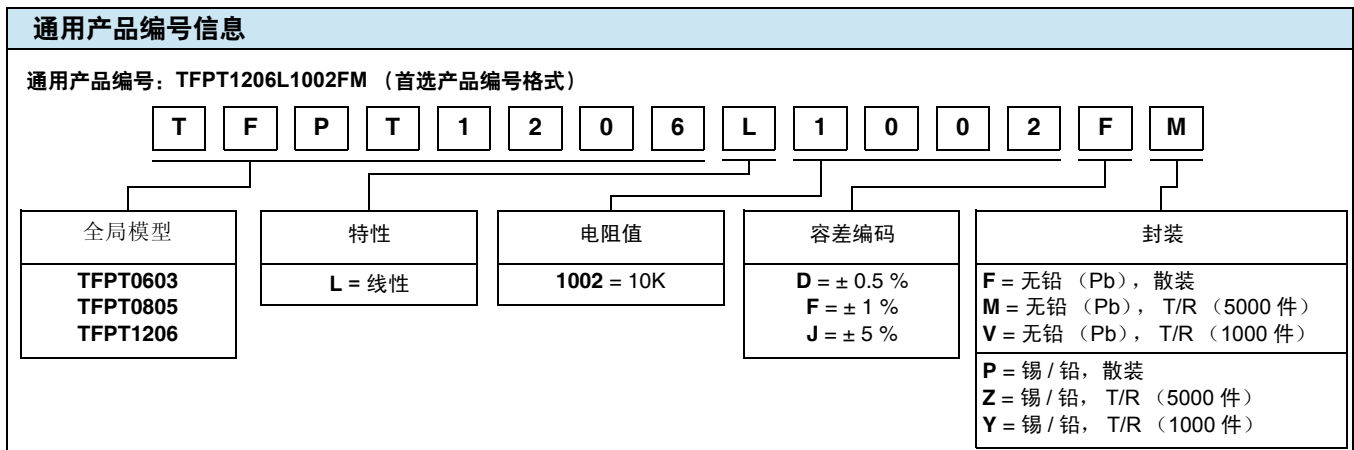 通用产品编号信息
通用产品编号：TFPT1206L1002FM （首选产品编号格式）
T F P T 1 2 0 6 L 1 0 0 2 F M
全局模型
TFPT0603
TFPT0805
TFPT1206
特性
L = 线性
电阻值
1002 = 10K
容差编码
D = ± 0.5 %
F = ± 1 %
J = ± 5 %
封装
F = 无铅 （Pb），散装
M = 无铅 （Pb）， T/R （5000 件）
V = 无铅 （Pb）， T/R （1000 件）
P = 锡 / 铅，散装
Z = 锡 / 铅， T/R （5000 件）
Y = 锡 / 铅， T/R （1000 件）